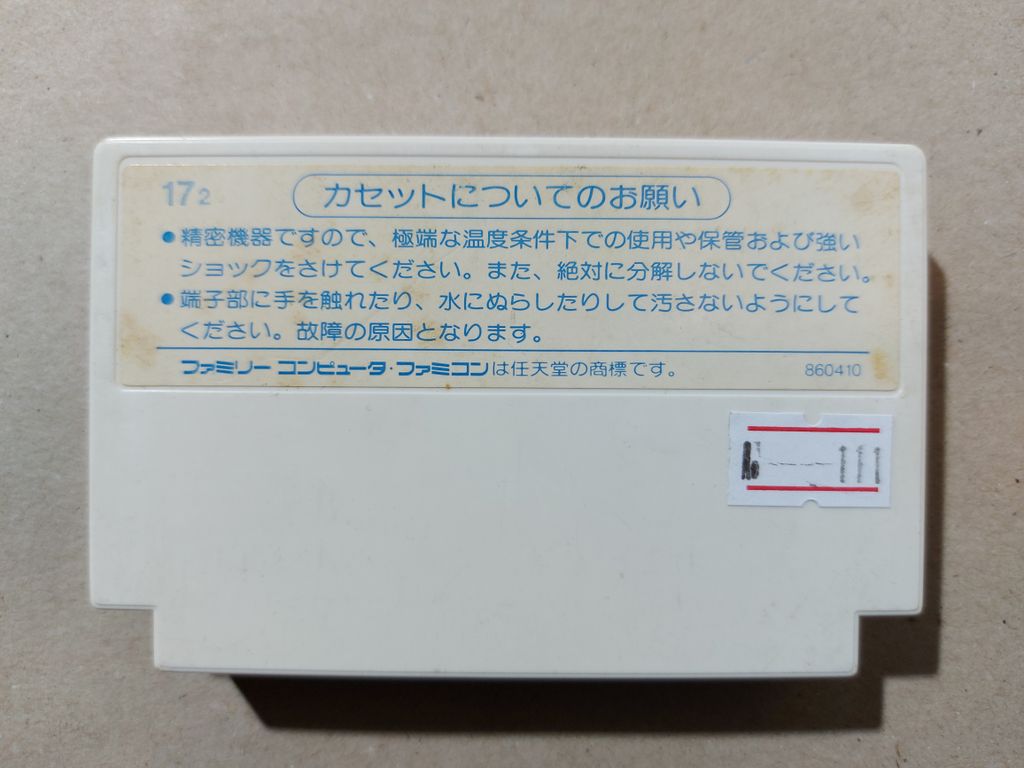 172
カセットについてのお願い
●精密機器ですので、極端な温度条件下での使用や保管および強い
ショックをさけてください。また、絶対に分解しないでください。
●端子部に手を触れたり、水にぬらしたりして汚さないようにして
ください。故障の原因となります。
ファミリー コンピュータ・ファミコンは任天堂の商標です。
860410